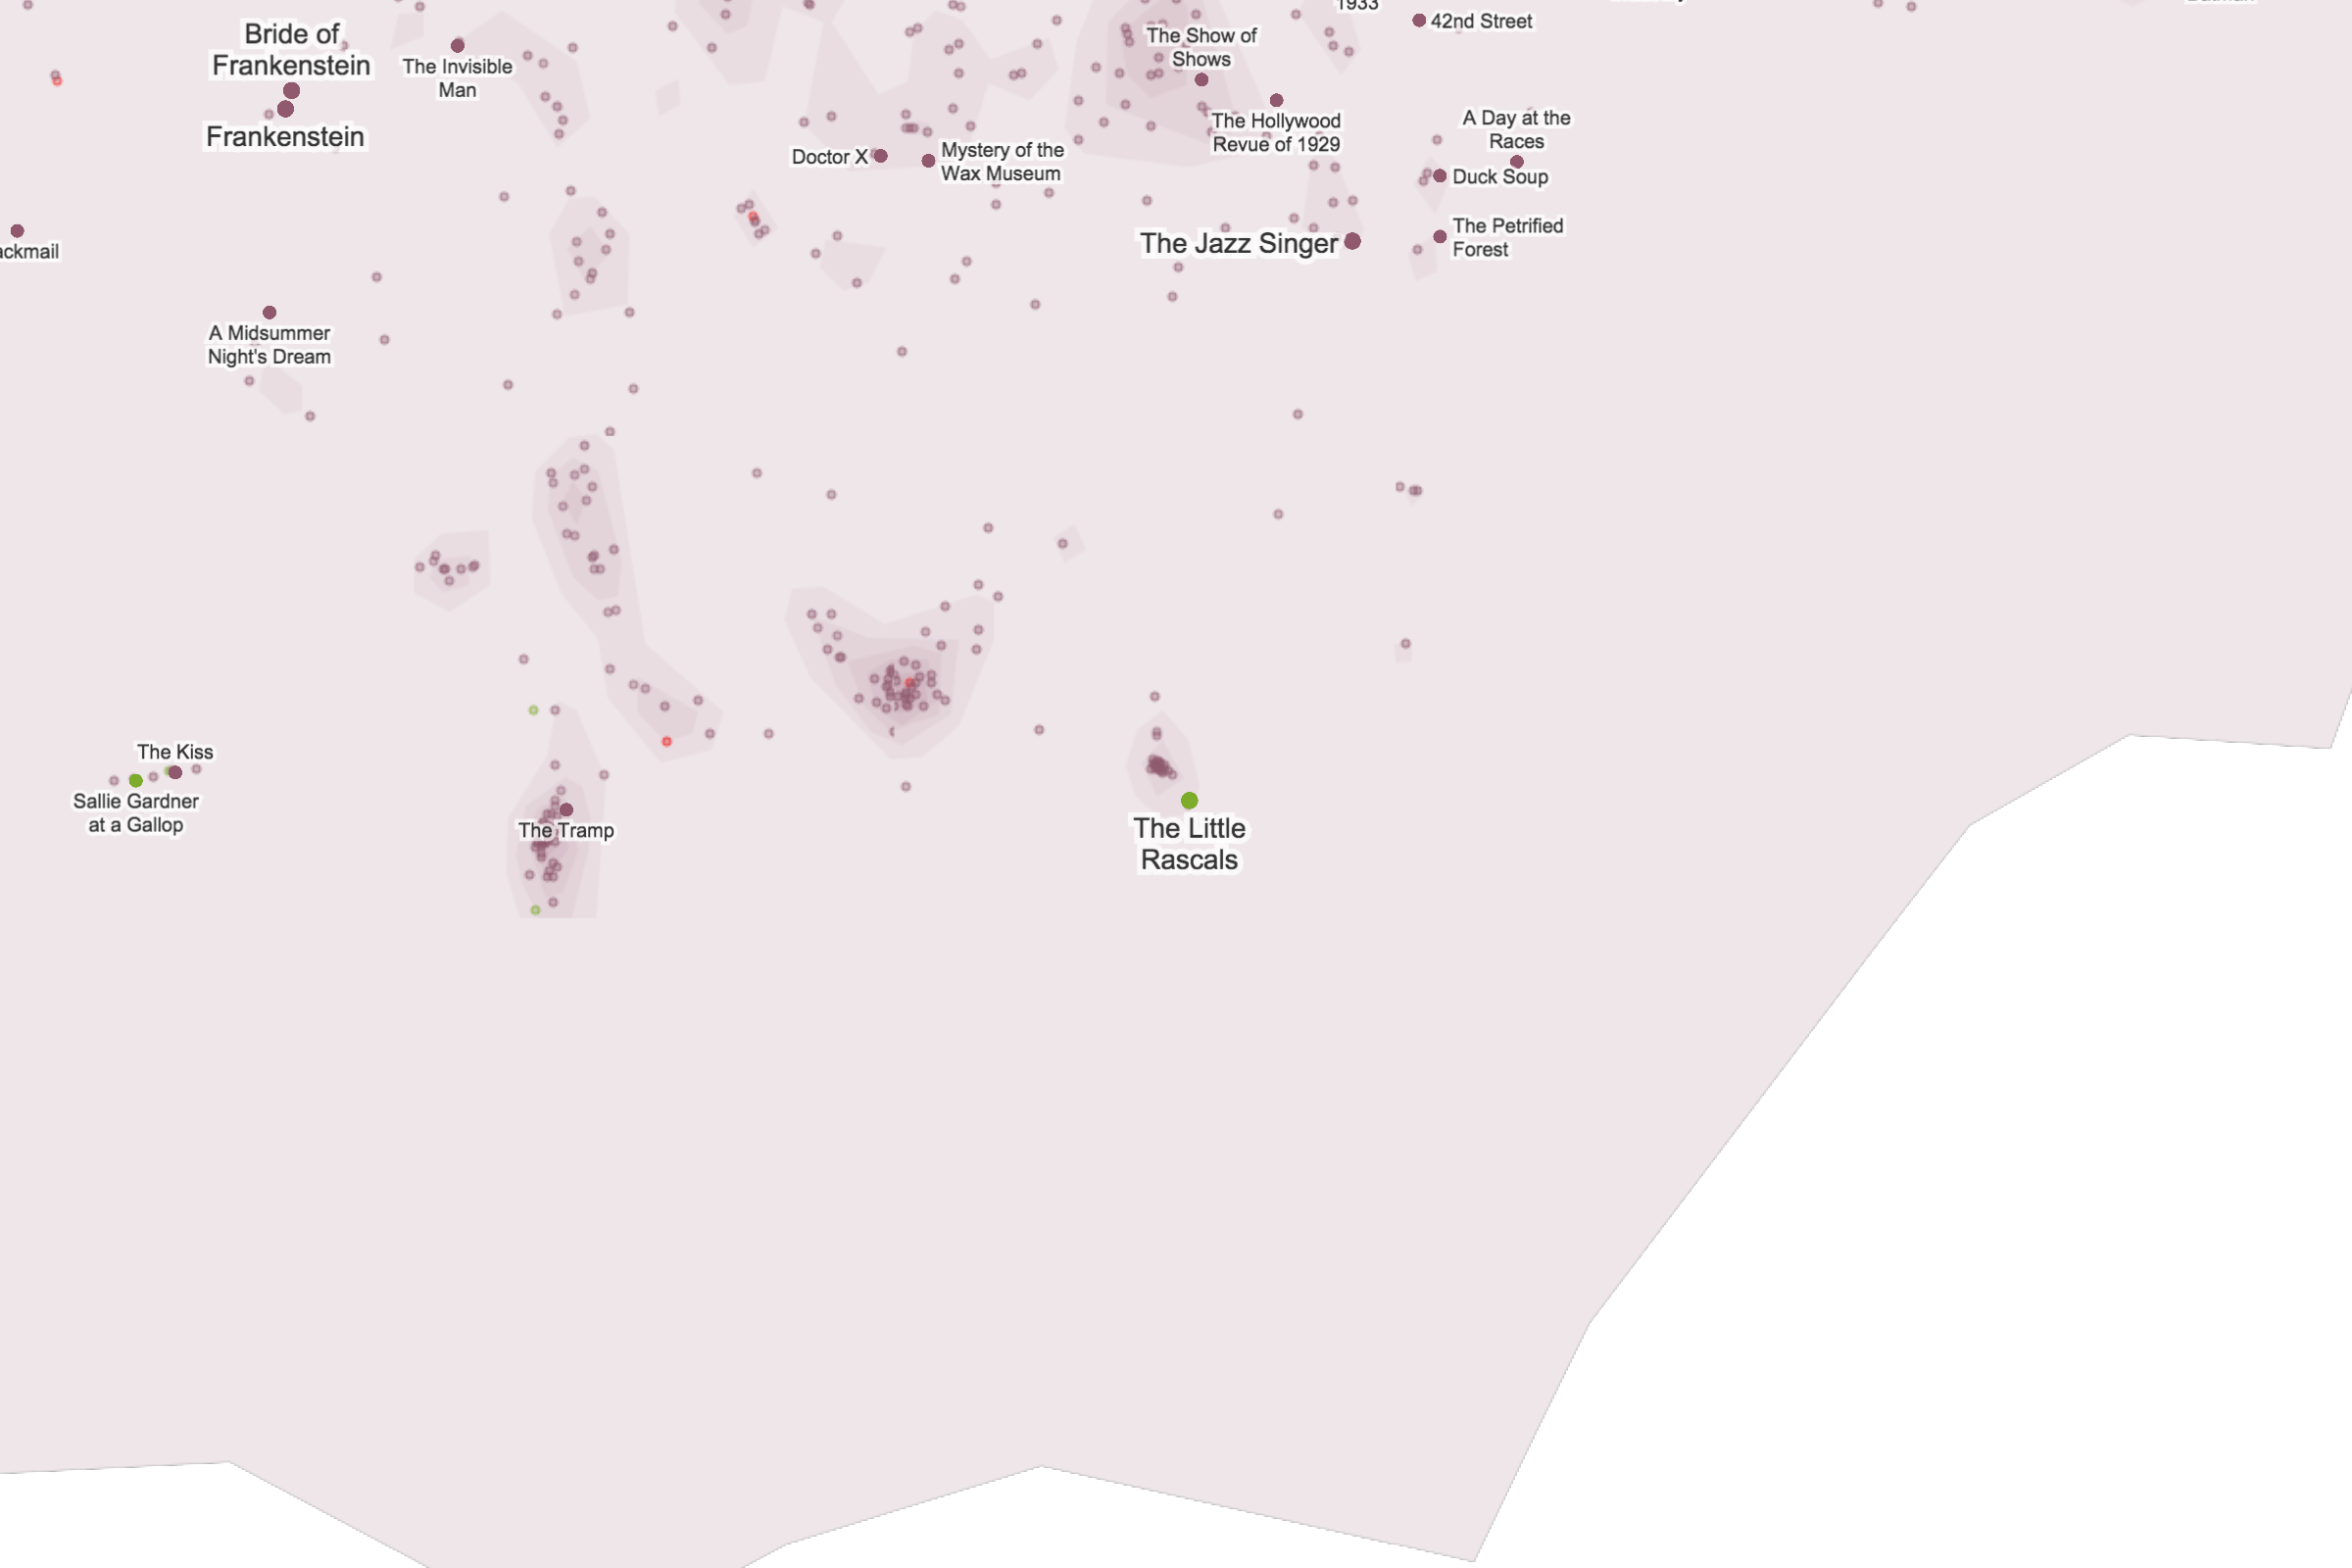 1933
42nd Street
Bride of
Frankenstein
Frankenstein
The Invisible
Man
The Show of
Shows
The Hollywood
Revue of 1929
A Day at the
Races
Doctor X
Mystery of the
Wax Museum
Duck Soup
The Petrified
Forest
The Jazz Singer
ackmail
A Midsummer
Night's Dream
The Kiss
Sallie Gardner
at a Gallop
The Tramp
The Little
Rascals